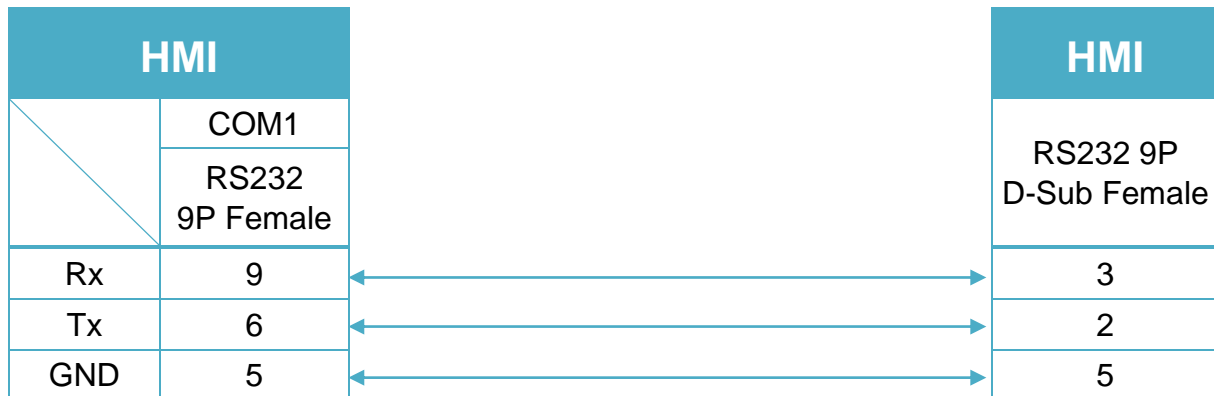 HMI
HMI
COM1
RS232
9P Female
RS232 9P
D-Sub Female
Rx 9 3
Tx 6 2
GND 5 5